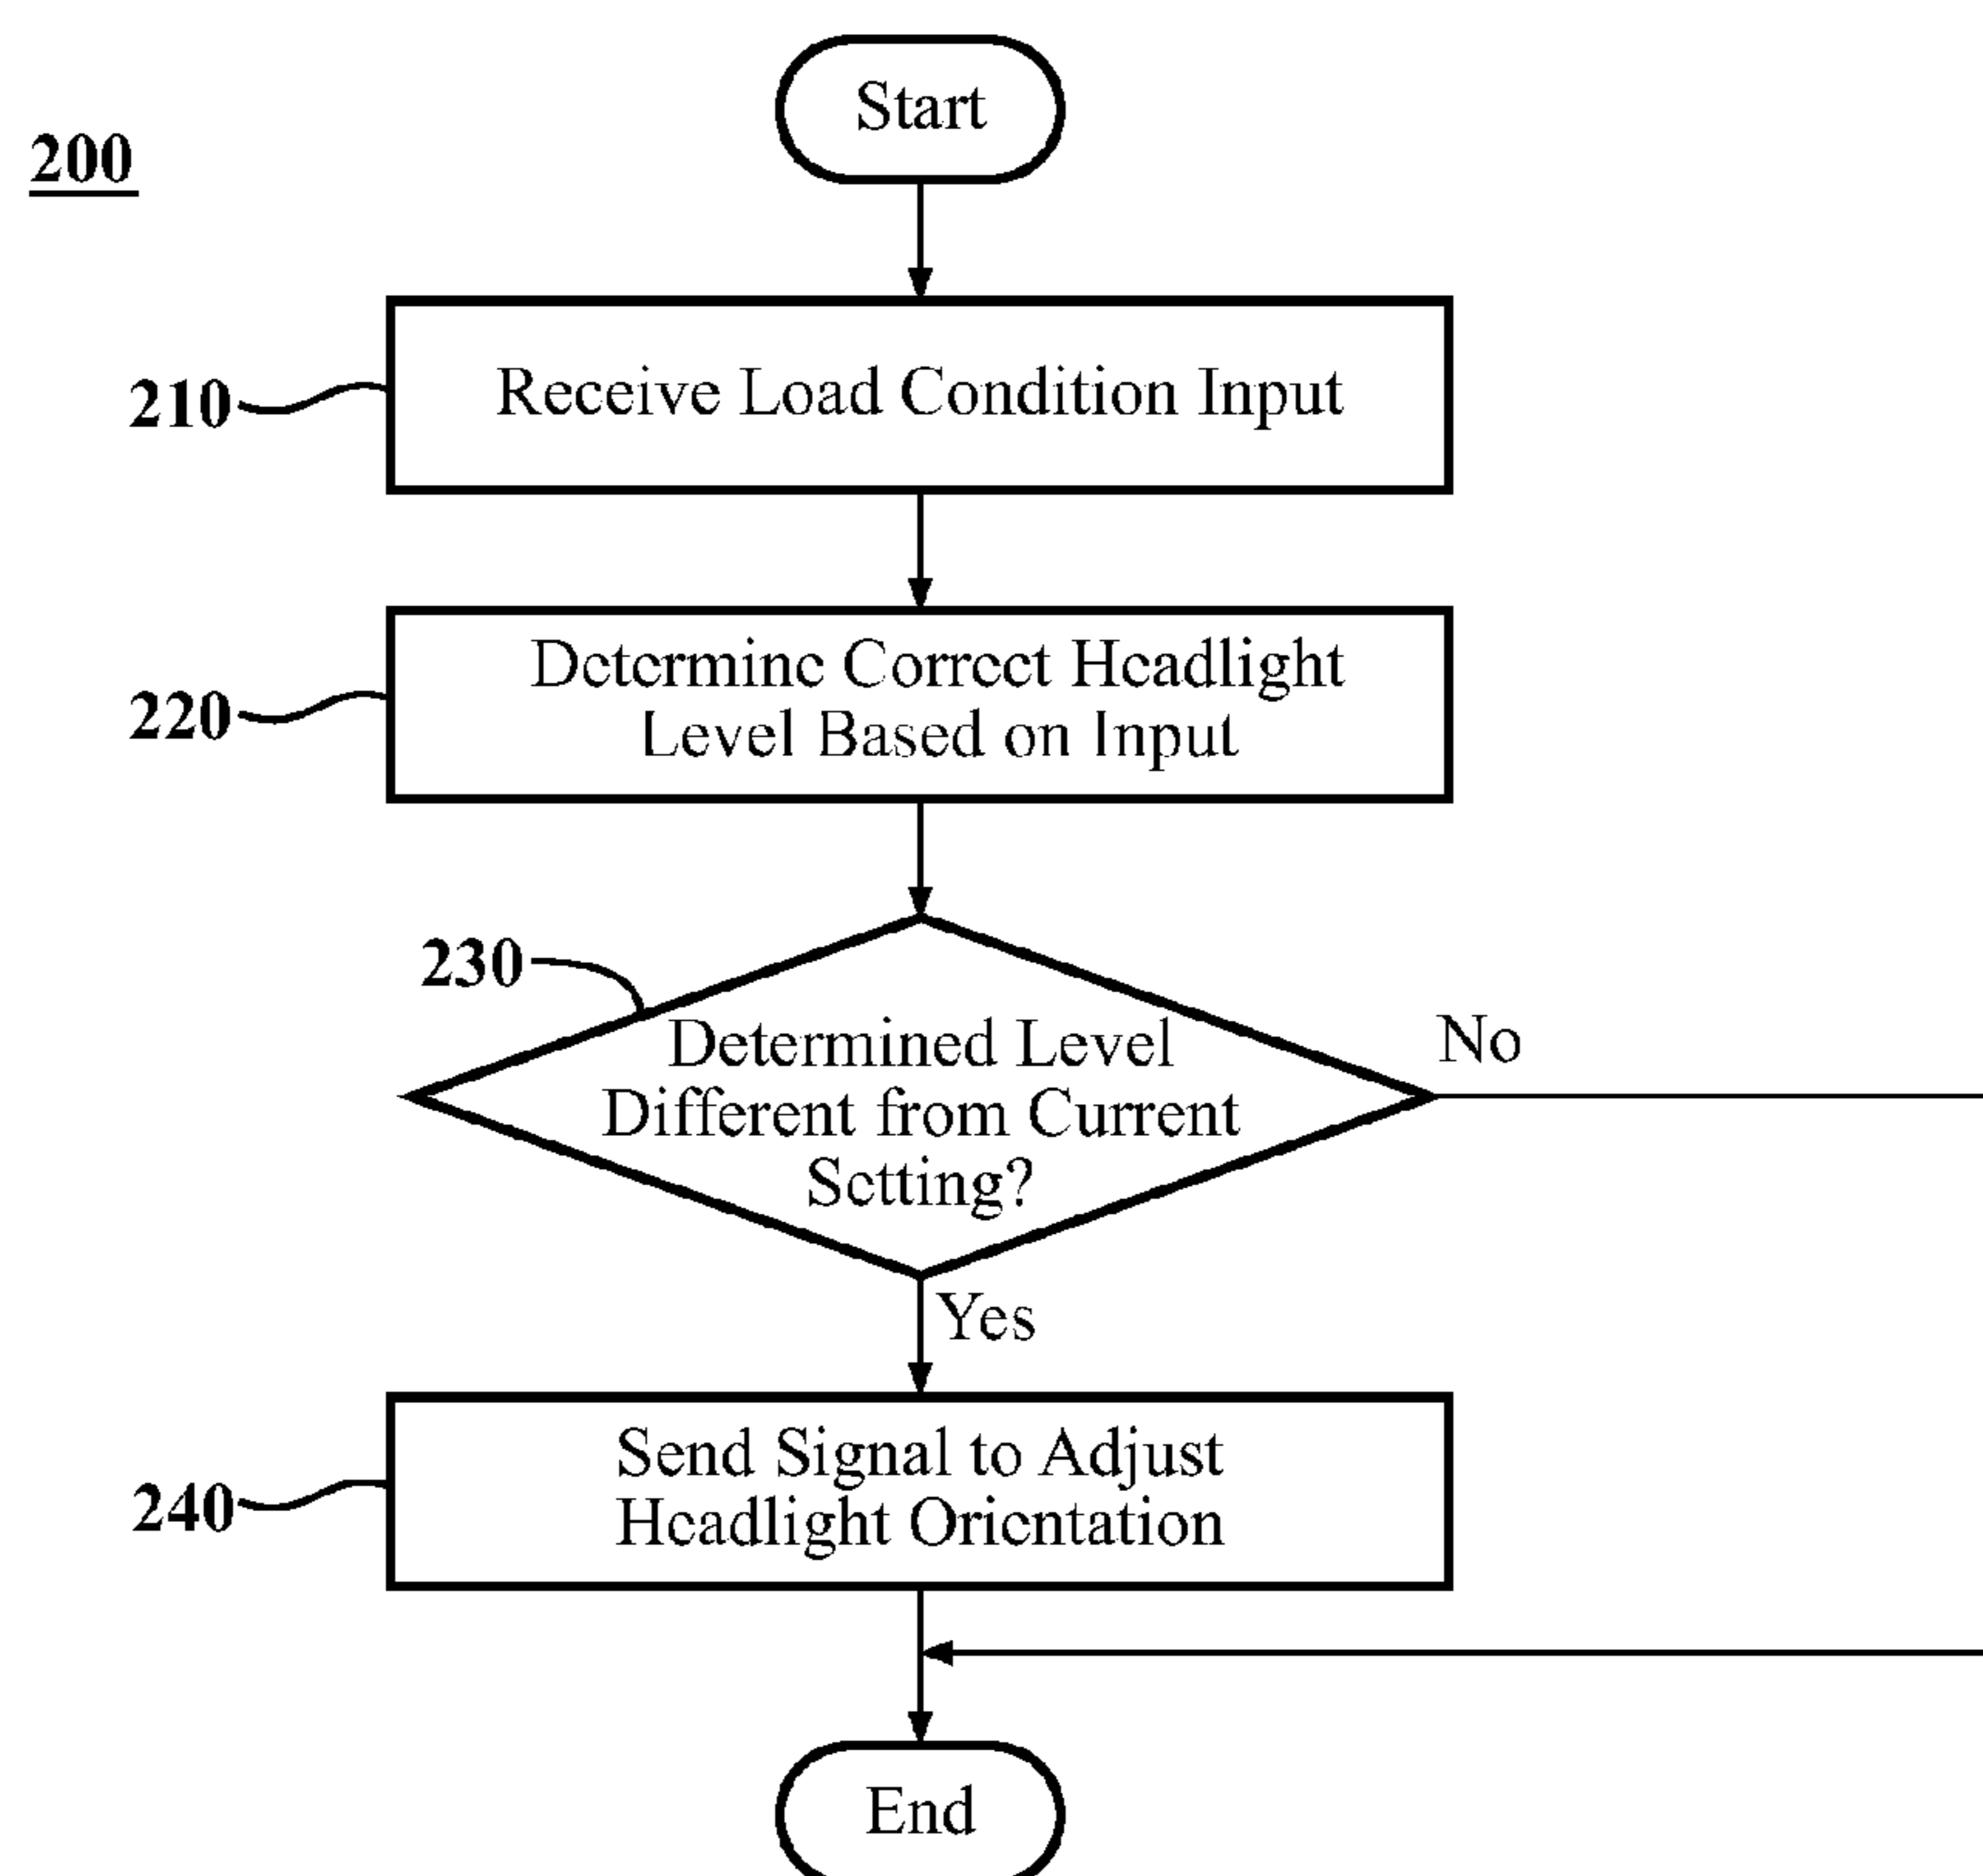 Start
200
Receive Load Condition Input
210
Determine Correct Headlight
Level Based on Input
220
230
Determined Level
Different from Current
Setting?
No
Yes
Send Signal to Adjust
Headlight Orientation
240
End